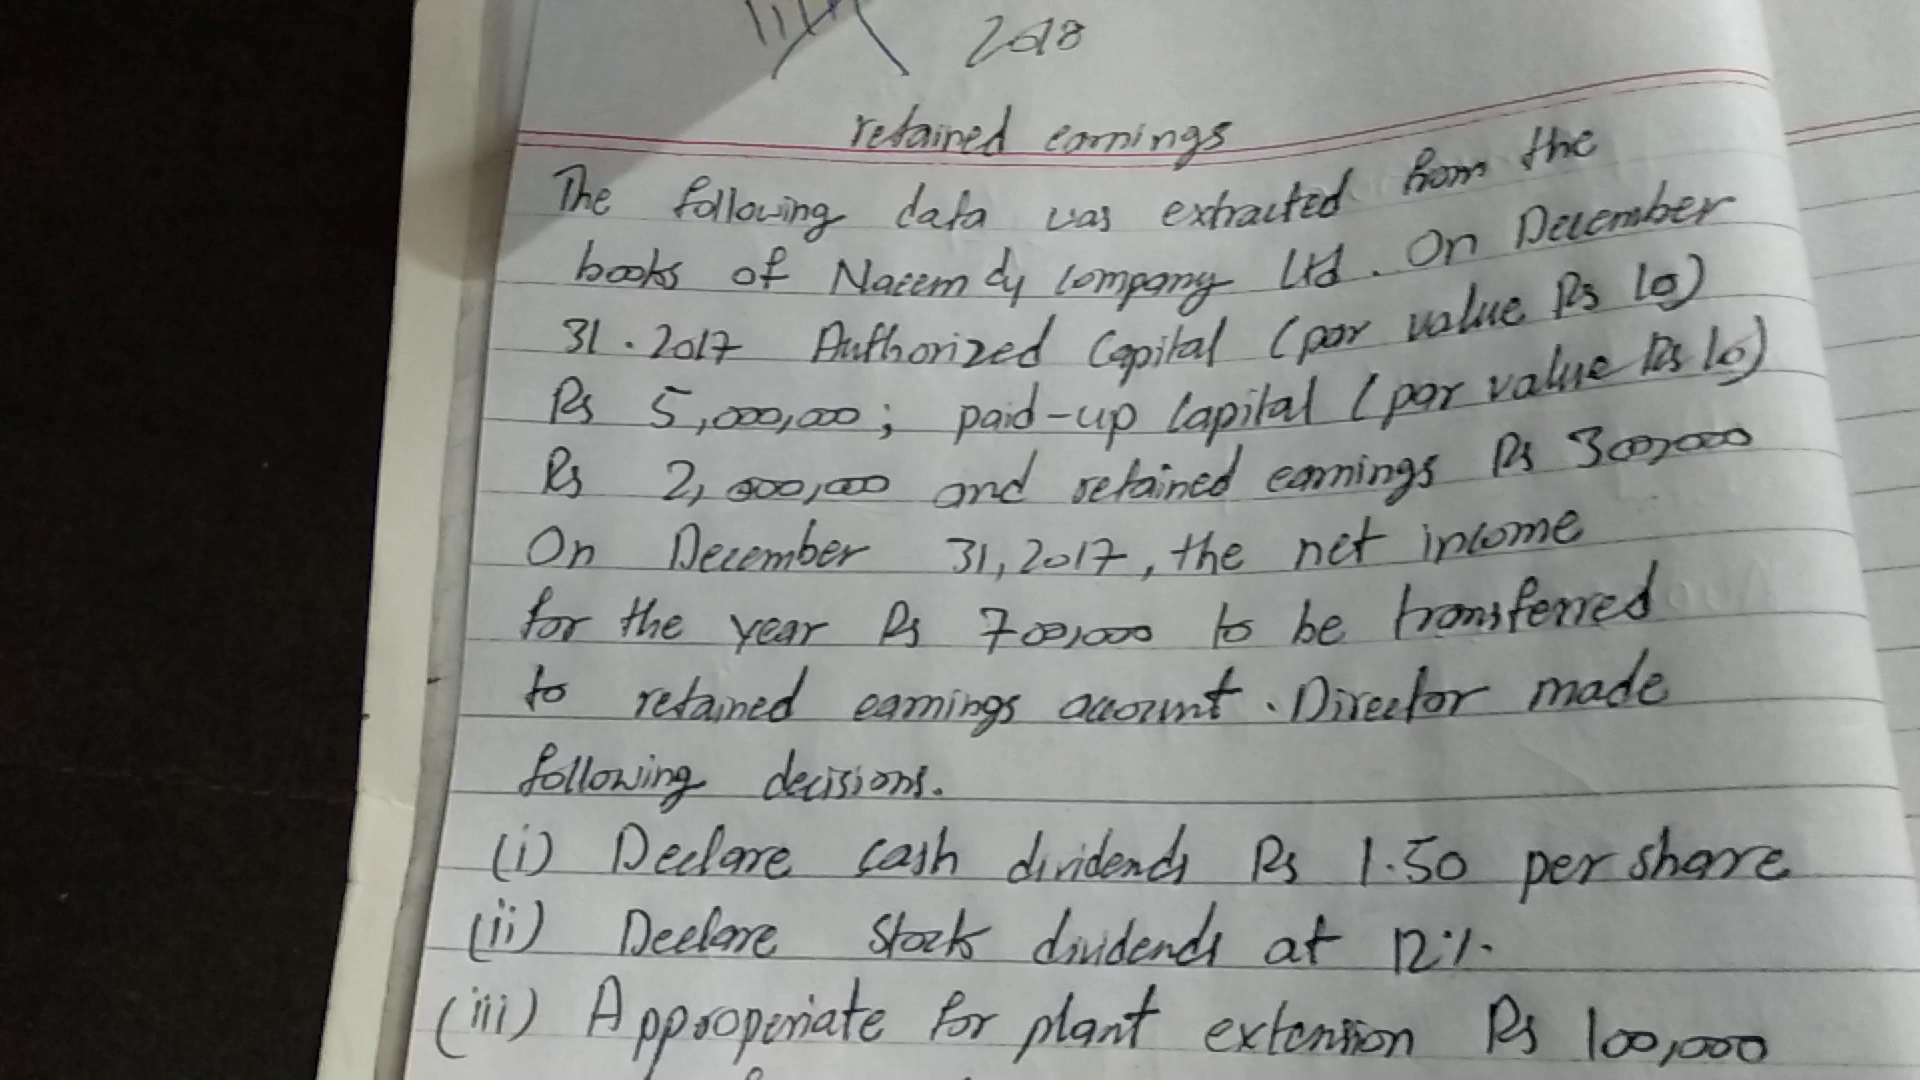 2018
retained earnings
The following data was extracted from the
books of Naeem dy Company Ltd. On December
31.2017 Authorized Capital (par value Rs 10)
Rs 5,000,000; paid-up Capital (par value Rs 10)
Rs 2,000,000 and retained earnings Rs 300,000
On December 31, 2017, the net income
for the year Rs 700,000 to be transferred
to retained earnings account. Director made
following decisions.
(i) Declare cash dividends Rs 1.50 per share
(ii) Declare stock dividends at 12%.
(iii) Appropenate for plant extension Rs 100,000